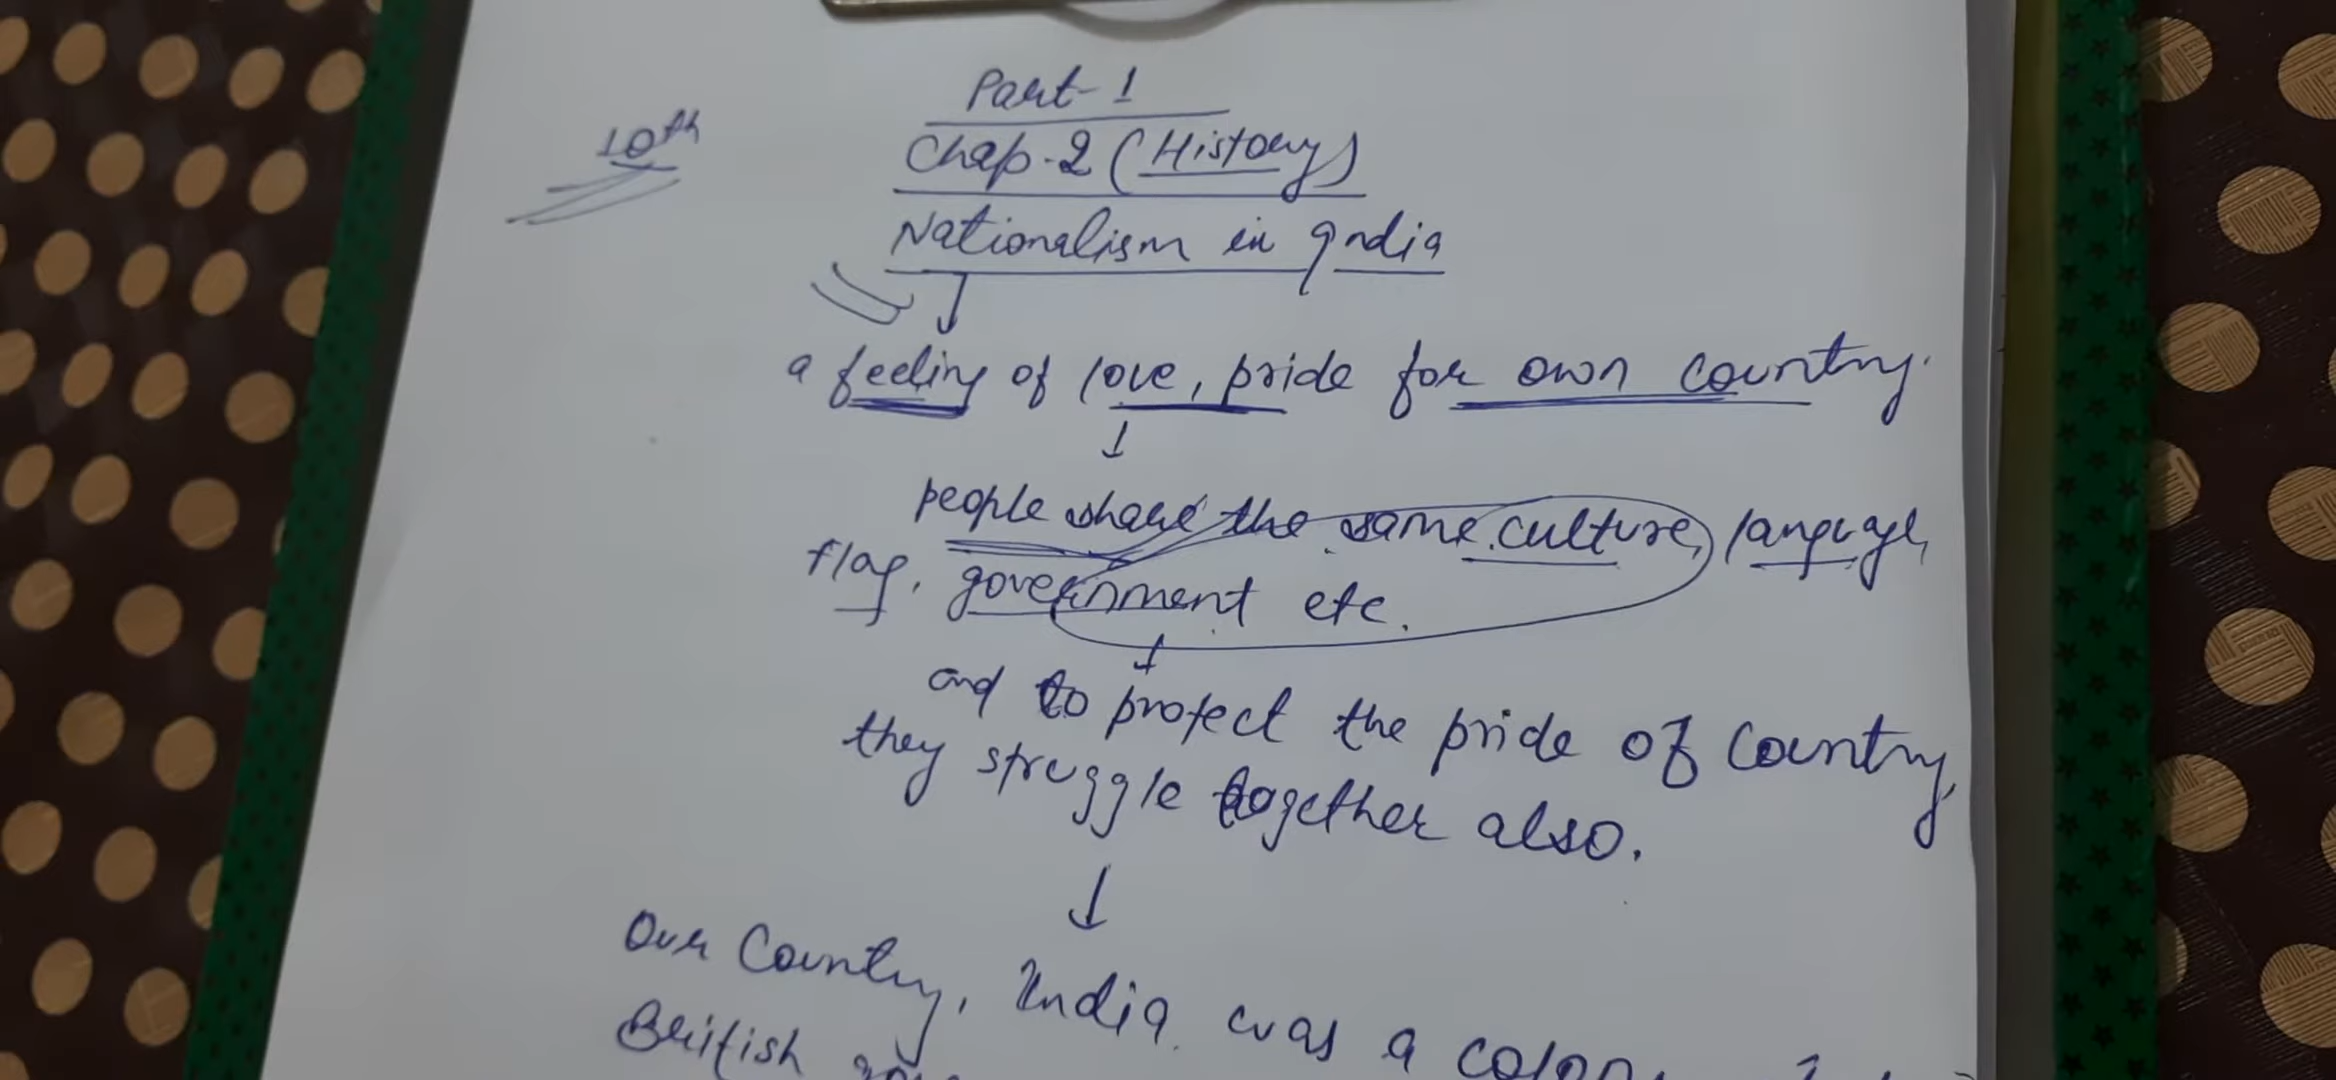 Part-1
10th
Chap-2 (History)
Nationalism in India
a feeling of love, pride for own country.
people share the same culture, language,
flag, government etc.
and to protect the pride of Country,
they struggle together also.
Our Country, India was a
British